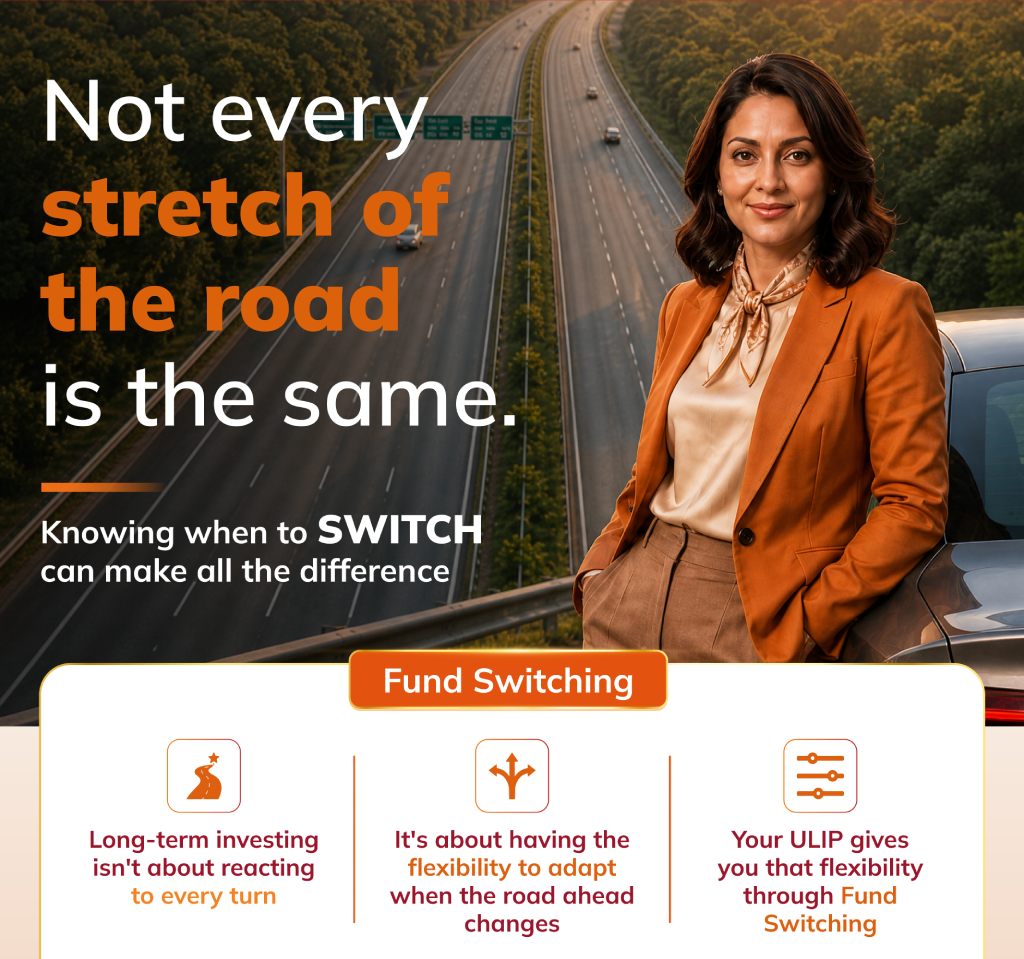 Not every
stretch of
the road
is the same.
Knowing when to SWITCH
can make all the difference
Fund Switching
Long-term investing
isn't about reacting
to every turn
It's about having the
flexibility to adapt
when the road ahead
changes
Your ULIP gives
you that flexibility
through Fund
Switching